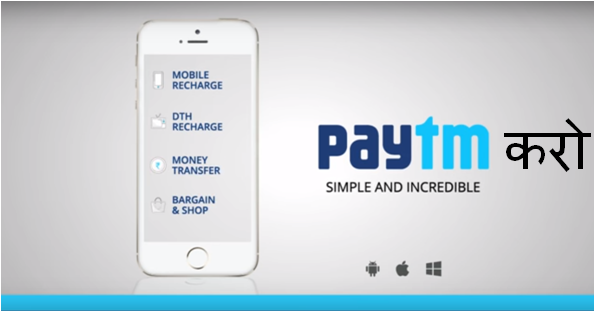 MOBILE
RECHARGE
DTH
RECHARGE
MONEY
TRANSFER
BARGAIN
& SHOP
paytm करो
SIMPLE AND INCREDIBLE